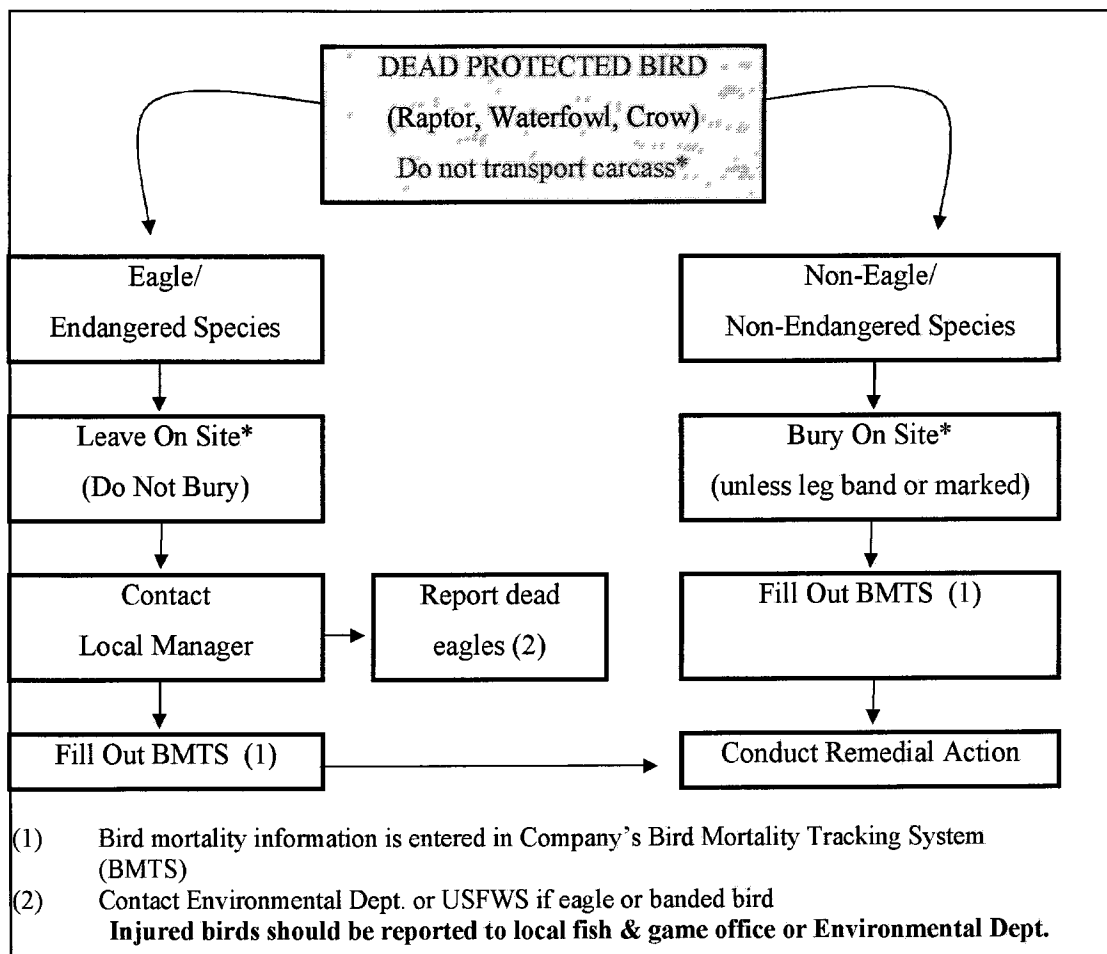 DEAD PROTECTED BIRD
(Raptor, Waterfowl, Crow)
Do not transport carcass*
Eagle/
Endangered Species
Non-Eagle/
Non-Endangered Species
Leave On Site*
(Do Not Bury)
Bury On Site*
(unless leg band or marked)
Contact
Local Manager
Report dead
eagles (2)
Fill Out BMTS (1)
Fill Out BMTS (1)
Conduct Remedial Action
(1) Bird mortality information is entered in Company's Bird Mortality Tracking System
(BMTS)
(2) Contact Environmental Dept. or USFWS if eagle or banded bird
Injured birds should be reported to local fish & game office or Environmental Dept.